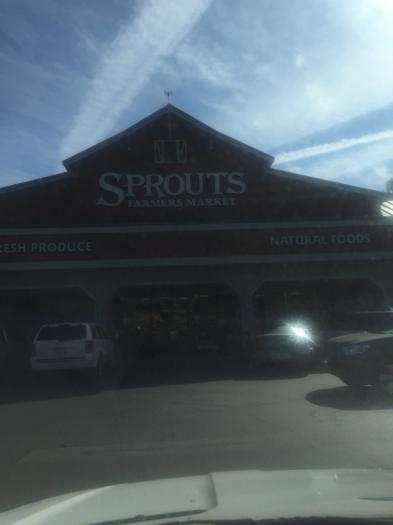 SPROUTS
FARMERS MARKET
RESH PRODUCE
NATURAL FOODS